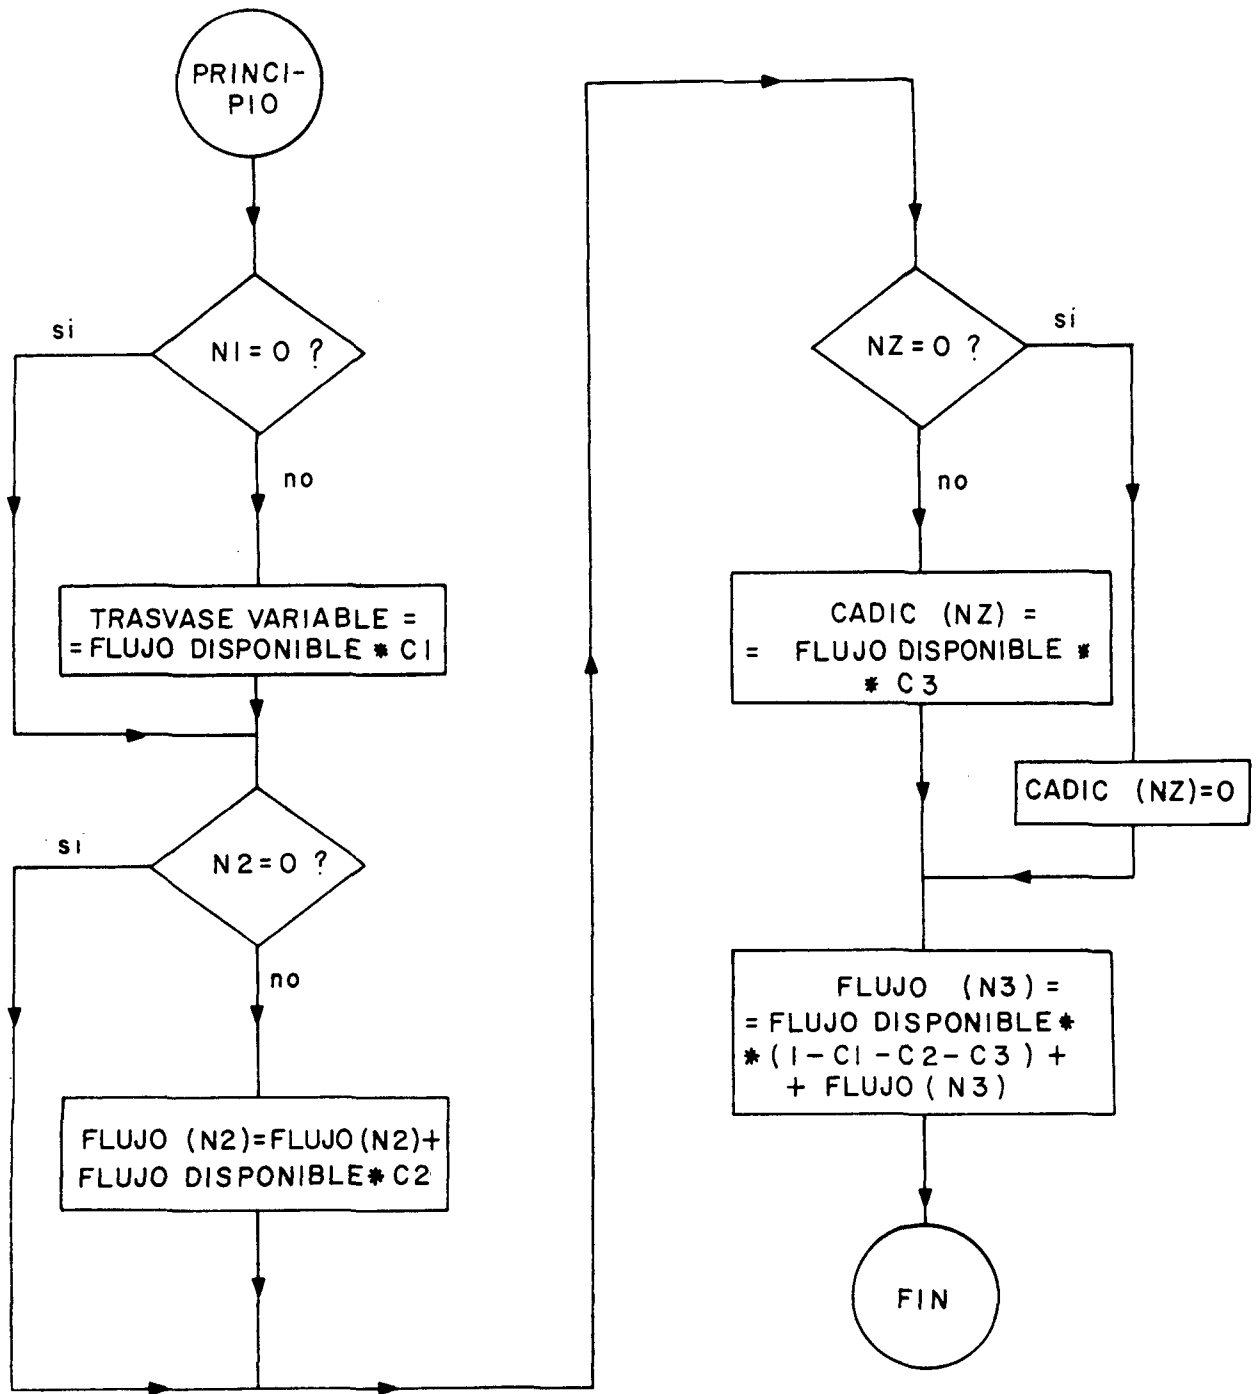 PRINCI-
PIO
si
N1=0 ?
no
TRASVASE VARIABLE =
= FLUJO DISPONIBLE * C1
si
N2=0 ?
no
FLUJO (N2)=FLUJO(N2)+
FLUJO DISPONIBLE * C2
NZ=0 ?
si
no
CADIC (NZ) =
= FLUJO DISPONIBLE *
* C3
CADIC (NZ)=0
FLUJO (N3) =
= FLUJO DISPONIBLE *
* (1-C1-C2-C3) +
+ FLUJO (N3)
FIN